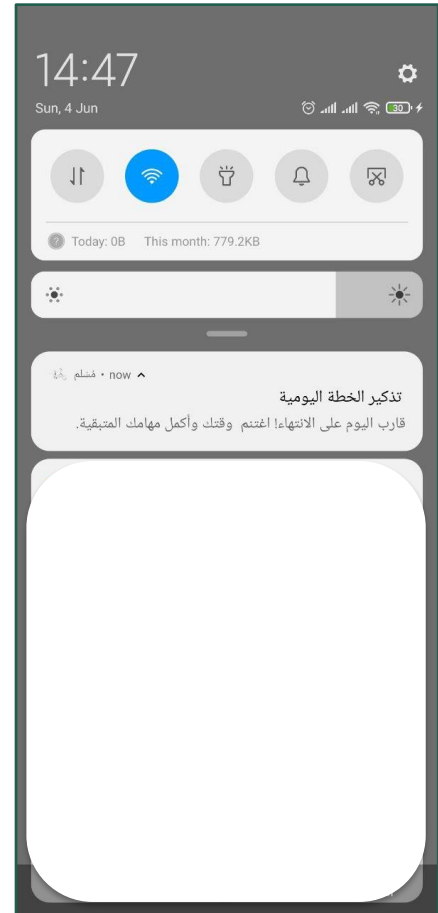 14:47
Sun, 4 Jun
30
Today: 0B This month: 779.2KB
مُسْلم • now
تذكير الخطة اليومية
قارب اليوم على الانتهاء! اغتنم وقتك وأكمل مهامك المتبقية.